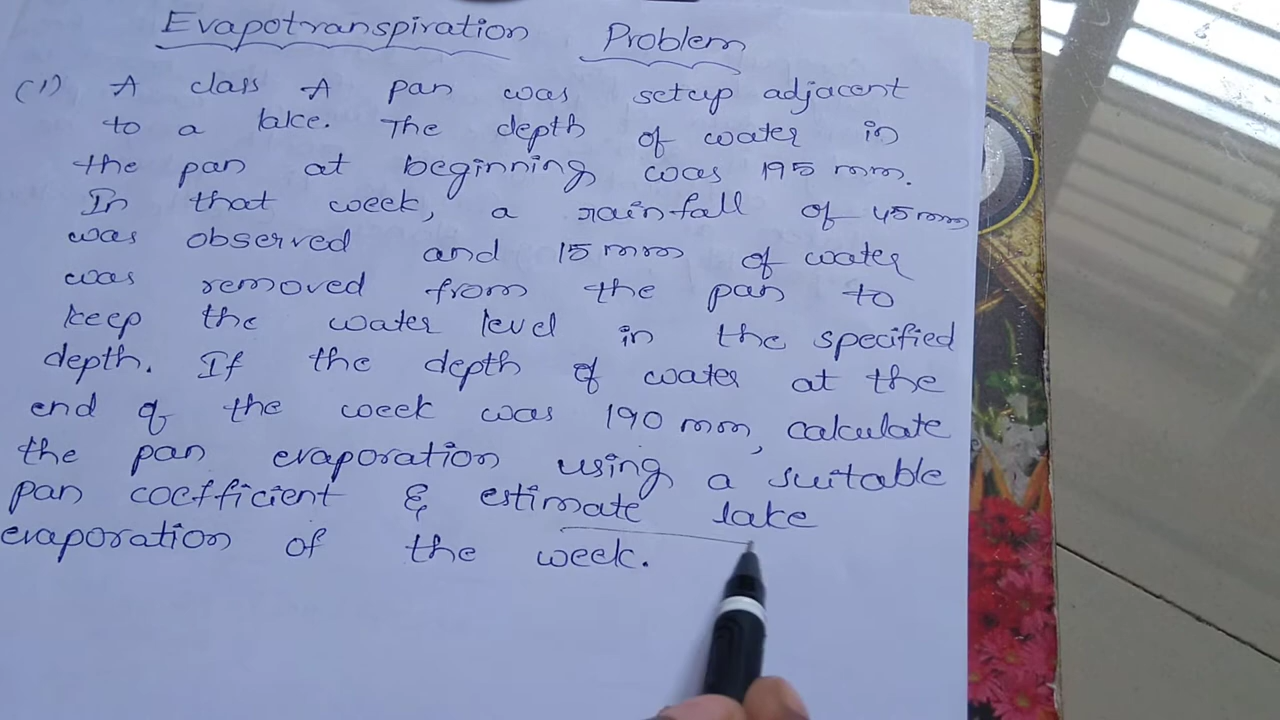 Evapotranspiration Problem
(1) A class A pan was setup adjacent
to a lake. The depth of water in
the pan at beginning was 195 mm.
In that week, a rainfall of 45 mm
was observed and 15 mm of water
was removed from the pan to
keep the water level in the specified
depth. If the depth of water at the
end of the week was 190 mm, calculate
the pan evaporation using a suitable
pan coefficient & estimate lake
evaporation of the week.